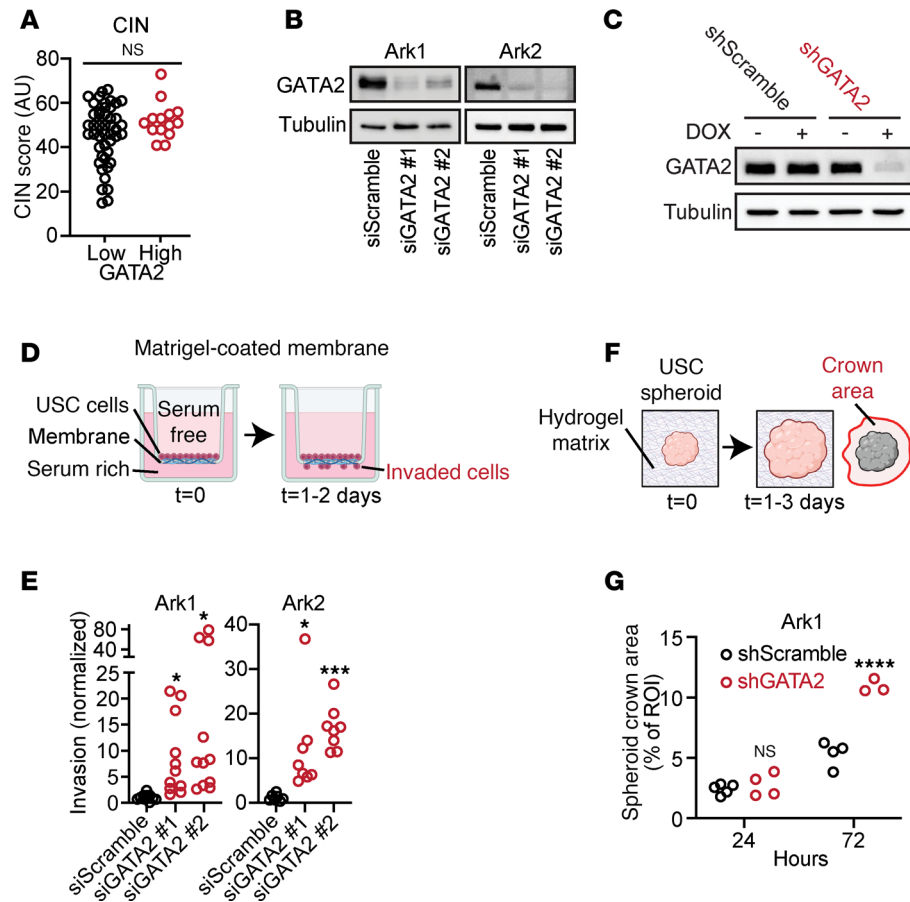 A
CIN
NS
CIN score (AU)
80
60
40
20
0
Low High
GATA2
B
Ark1 Ark2
GATA2
Tubulin
siScramble
siGATA2 #1
siGATA2 #2
siScramble
siGATA2 #1
siGATA2 #2
C
shScramble
shGATA2
DOX - + - +
GATA2
Tubulin
D
Matrigel-coated membrane
USC cells
Membrane
Serum rich
Serum
free
Invaded cells
t=0 t=1-2 days
F
USC
spheroid
Crown
area
Hydrogel
matrix
t=0 t=1-3 days
E
Invasion (normalized)
Ark1
80
40
25
20
15
10
5
0
*
*
siScramble
siGATA2 #1
siGATA2 #2
Ark2
40
30
20
10
0
*
***
siScramble
siGATA2 #1
siGATA2 #2
G
Ark1
Spheroid crown area
(% of ROI)
15
10
5
0
shScramble
shGATA2
NS
****
24 72
Hours